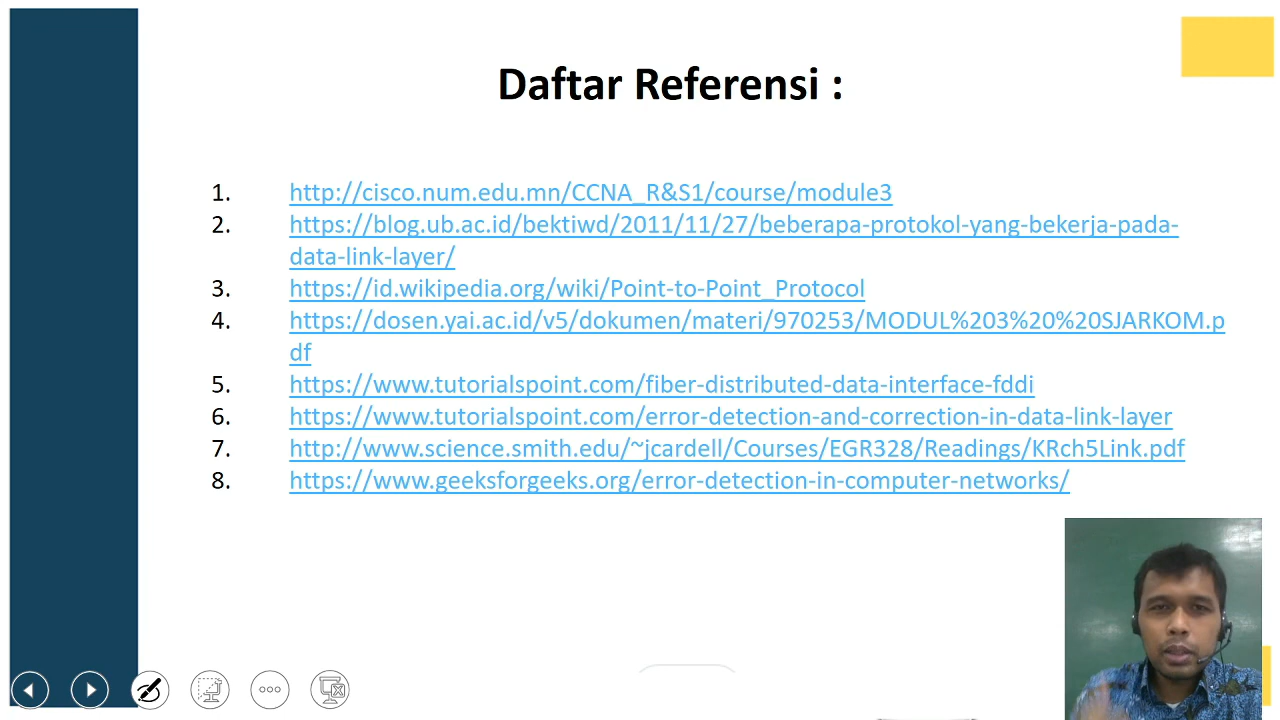 Daftar Referensi :
1. http://cisco.num.edu.mn/CCNA_R&S1/course/module3
2. https://blog.ub.ac.id/bektiwd/2011/11/27/beberapa-protokol-yang-bekerja-pada-
data-link-layer/
3. https://id.wikipedia.org/wiki/Point-to-Point_Protocol
4. https://dosen.yai.ac.id/v5/dokumen/materi/970253/MODUL%203%20%20SJARKOM.p
df
5. https://www.tutorialspoint.com/fiber-distributed-data-interface-fddi
6. https://www.tutorialspoint.com/error-detection-and-correction-in-data-link-layer
7. http://www.science.smith.edu/~jcardell/Courses/EGR328/Readings/KRch5Link.pdf
8. https://www.geeksforgeeks.org/error-detection-in-computer-networks/